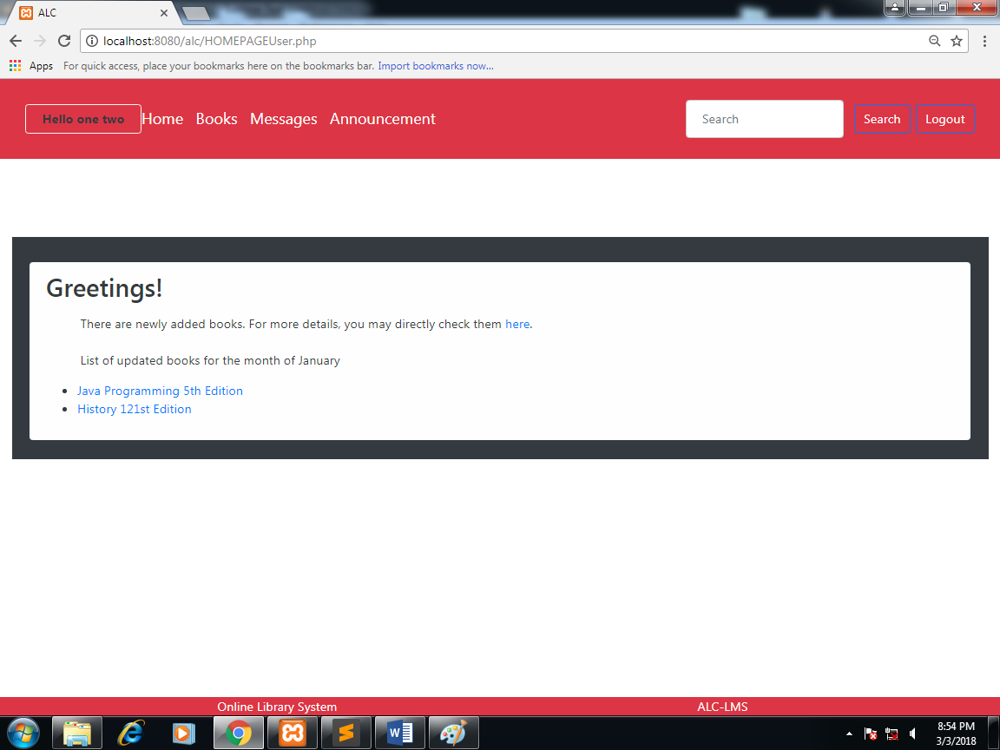 ALC
localhost:8080/alc/HOMEPAGEUser.php
Apps For quick access, place your bookmarks here on the bookmarks bar. Import bookmarks now...
Hello one two Home Books Messages Announcement Search Search Logout
Greetings!
There are newly added books. For more details, you may directly check them here.
List of updated books for the month of January
Java Programming 5th Edition
History 121st Edition
Online Library System ALC-LMS
8:54 PM
3/3/2018